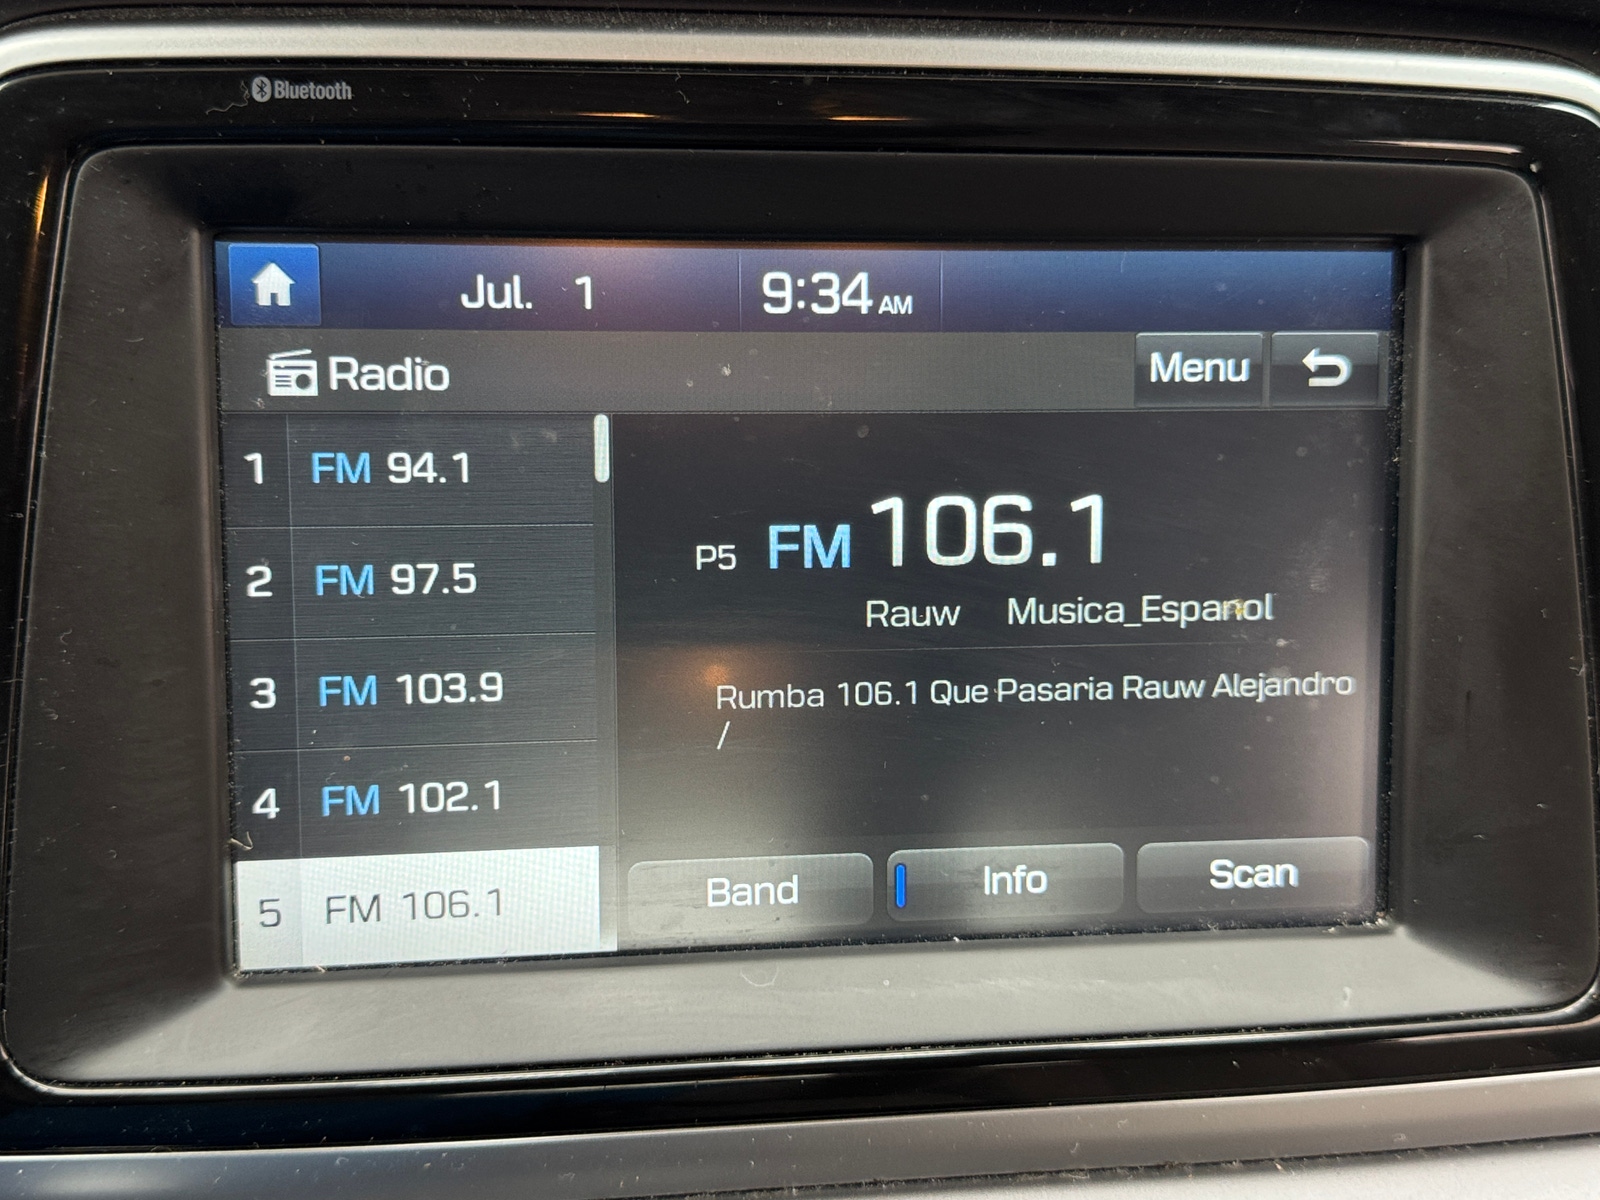 Bluetooth
Jul. 1 9:34 AM
Radio Menu
1 FM 94.1
2 FM 97.5
3 FM 103.9
4 FM 102.1
5 FM 106.1
P5 FM 106.1
Rauw Musica_Espanol
Rumba 106.1 Que Pasaria Rauw Alejandro
/
Band Info Scan